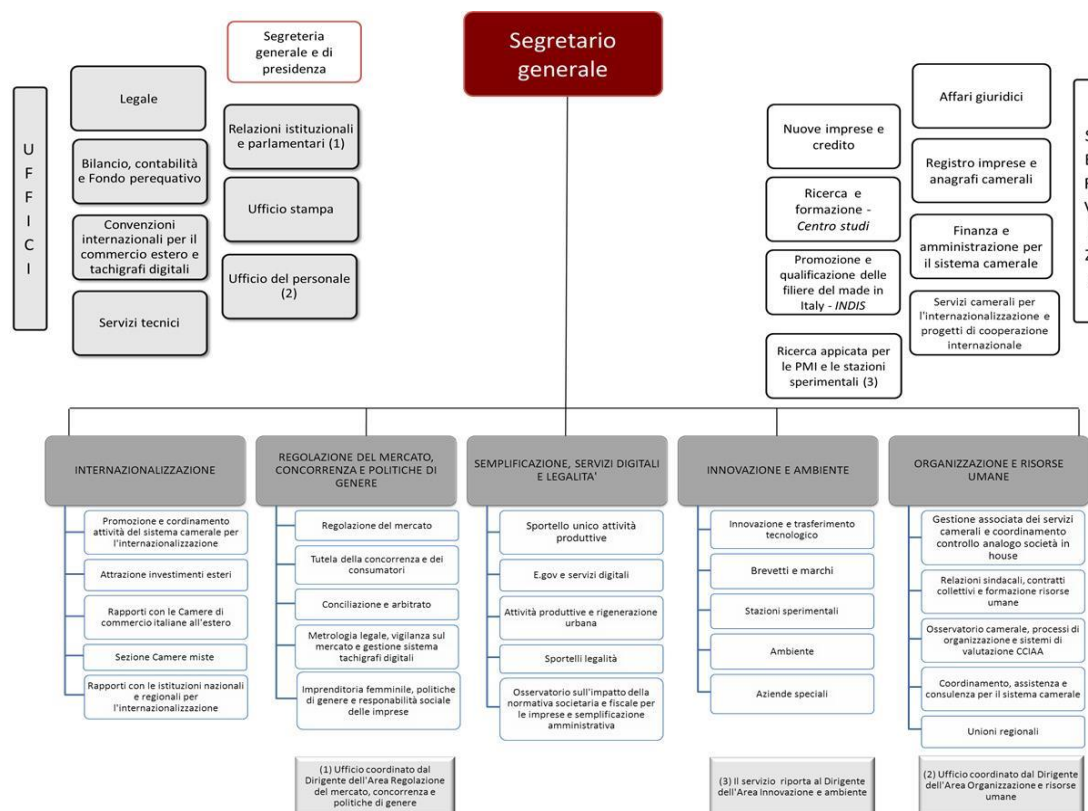 Segretario
generale
Segreteria
generale e di
presidenza
U
F
F
I
C
I
Legale
Bilancio, contabilità
e Fondo perequativo
Convenzioni
internazionali per il
commercio estero e
tachigrafi digitali
Servizi tecnici
Relazioni istituzionali
e parlamentari (1)
Ufficio stampa
Ufficio del personale
(2)
Nuove imprese e
credito
Ricerca e
formazione -
Centro studi
Promozione e
qualificazione delle
filiere del made in
Italy - INDIS
Ricerca appicata per
le PMI e le stazioni
sperimentali (3)
Affari giuridici
Registro imprese e
anagrafi camerali
Finanza e
amministrazione per
il sistema camerale
Servizi camerali per
l'internalizzazione e
progetti di cooperazione
internazionale
INTERNAZIONALIZZAZIONE
Promozione e cordinamento
attività del sistema camerale per
l'internazionalizzazione
Attrazione investimenti esteri
Rapporti con le Camere di
commercio italiane all'estero
Sezione Camere miste
Rapporti con le istituzioni nazionali
e regionali per
l'internazionalizzazione
REGOLAZIONE DEL MERCATO,
CONCORRENZA E POLITICHE DI
GENERE
Regolazione del mercato
Tutela della concorrenza e dei
consumatori
Conciliazione e arbitrato
Metrologia legale, vigilanza sul
mercato e gestione sistema
tachigrafi digitali
Imprenditoria femminile, politiche
di genere e responabilità sociale
delle imprese
(1) Ufficio coordinato dal
Dirigente dell'Area Regolazione
del mercato, concorrenza e
politiche di genere
SEMPLIFICAZIONE, SERVIZI DIGITALI
E LEGALITA'
Sportello unico attività
produttive
E.gov e servizi digitali
Attività produttive e rigenerazione
urbana
Sportelli legalità
Osservatorio sull'impatto della
normativa societaria e fiscale per
le imprese e semplificazione
amministrativa
INNOVAZIONE E AMBIENTE
Innovazione e trasferimento
tecnologico
Brevetti e marchi
Stazioni sperimentali
Ambiente
Aziende speciali
(3) Il servizio riporta al Dirigente
dell'Area Innovazione e ambiente
ORGANIZZAZIONE E RISORSE
UMANE
Gestione associata dei servizi
camerali e coordinamento
controllo analogo società in
house
Relazioni sindacali, contratti
collettivi e formazione risorse
umane
Osservatorio camerale, processi di
organizzazione e sistemi di
valutazione CCIAA
Coordinamento, assistenza e
consulenza per il sistema camerale
Unioni regionali
(2) Ufficio coordinato dal Dirigente
dell'Area Organizzazione e risorse
umane